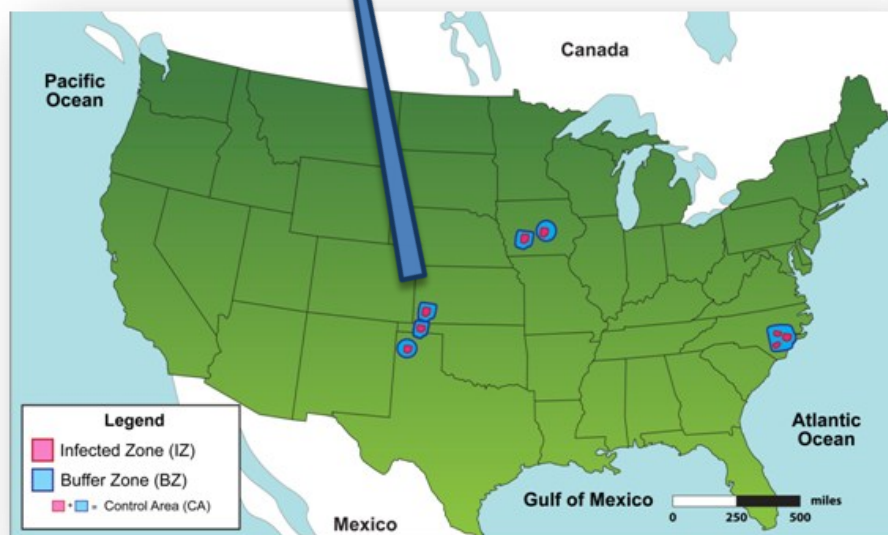 Canada
Pacific
Ocean
Legend
Infected Zone (IZ)
Buffer Zone (BZ)
+ = Control Area (CA)
Atlantic
Ocean
Gulf of Mexico
miles
0 250 500
Mexico